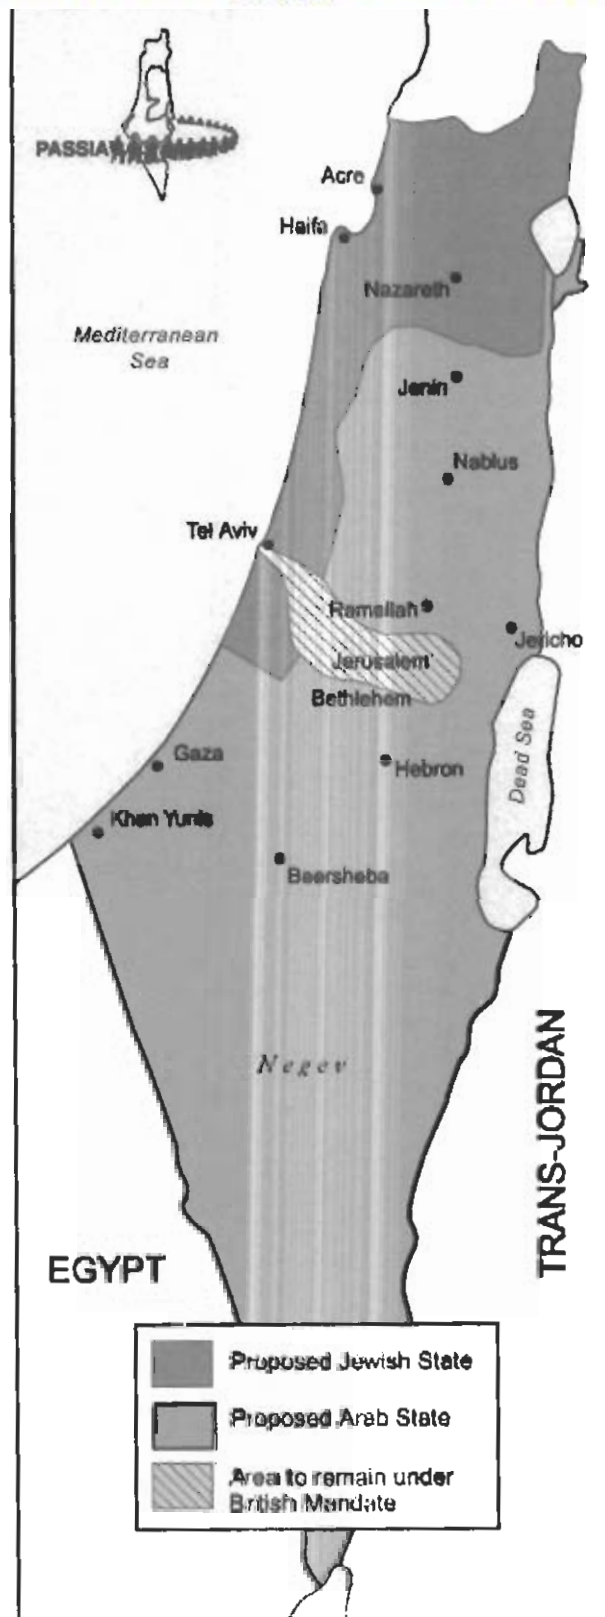 PASSIA
Acre
Haifa
Nazareth
Mediterranean
Sea
Jenin
Nablus
Tel Aviv
Ramallah
Jericho
Jerusalem
Bethlehem
Dead Sea
Gaza
Hebron
Khan Yunis
Beersheba
Negev
TRANS-JORDAN
EGYPT
Proposed Jewish State
Proposed Arab State
Area to remain under
British Mandate